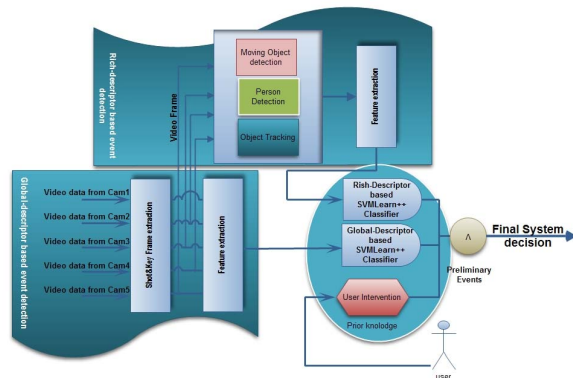 Rich-descriptor based event
detection
Video Frame
Moving Object
detection
Person
Detection
Object Tracking
Feature extraction
Global-descriptor based event detection
Video data from Cam1
Video data from Cam2
Video data from Cam3
Video data from Cam4
Video data from Cam5
Shot&Key Frame extraction
Feature extraction
Rish-Descriptor
based
SVMLearn++
Classifier
Global-Descriptor
based
SVMLearn++
Classifier
User Intervention
Prior knolodge
Λ
Preliminary
Events
Final System
decision
user